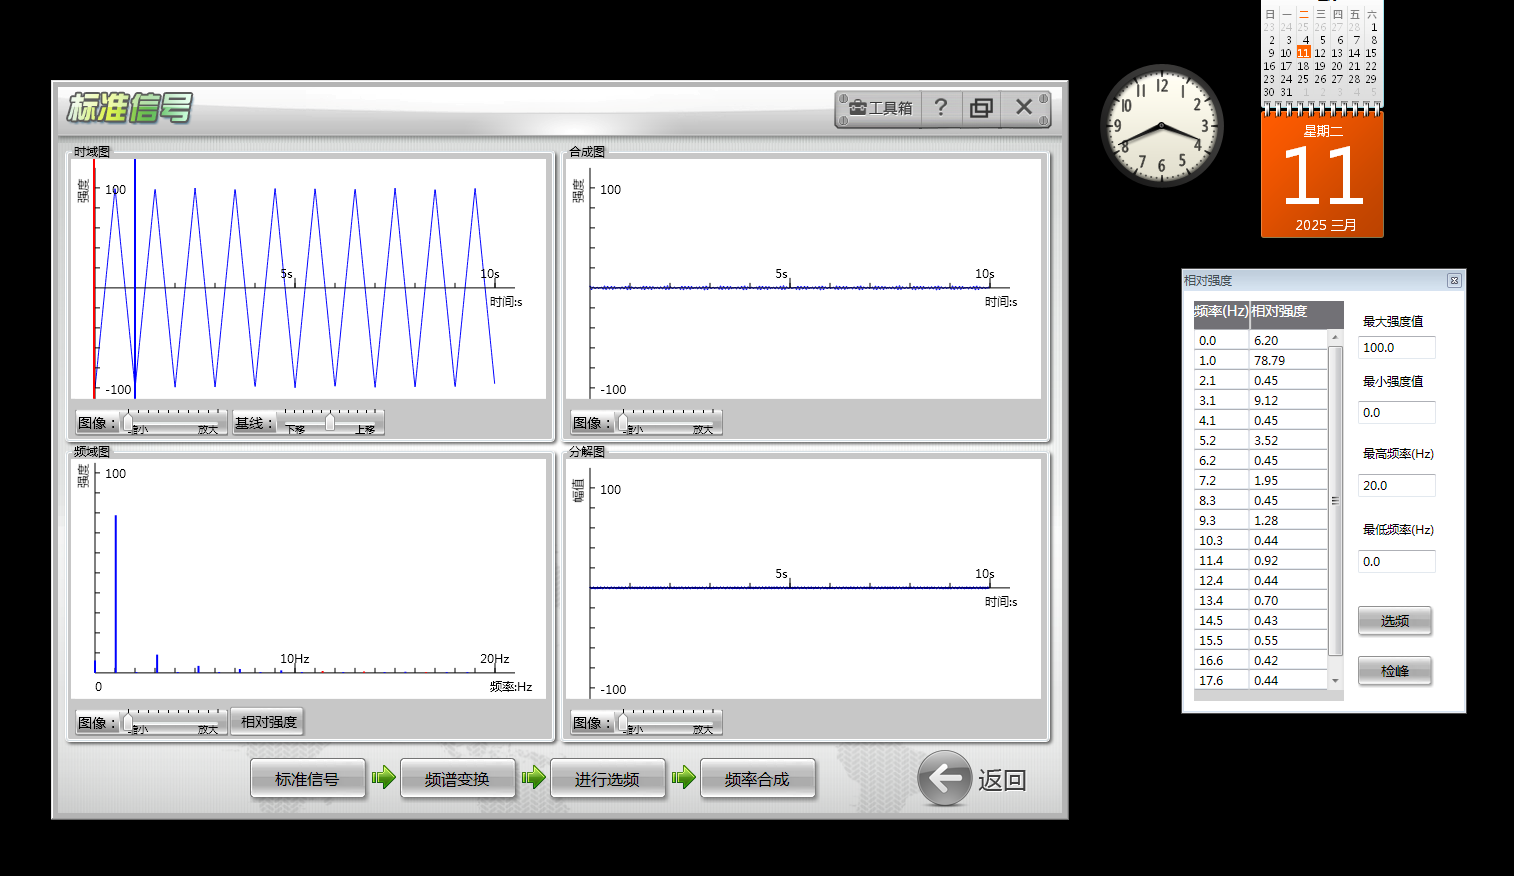 标准信号
工具箱
?
时域图
强度
100
5s
10s
时间:s
-100
图像：
缩小
放大
基线：
下移
上移
合成图
强度
100
5s
10s
时间:s
-100
图像：
缩小
放大
频域图
强度
100
10Hz
20Hz
0
频率:Hz
图像：
缩小
放大
相对强度
分解图
幅值
100
5s
10s
时间:s
-100
图像：
缩小
放大
标准信号
频谱变换
进行选频
频率合成
返回
12
1
2
3
4
5
6
7
8
9
10
11
日 一 二 三 四 五 六
23 24 25 26 27 28 1
2 3 4 5 6 7 8
9 10 11 12 13 14 15
16 17 18 19 20 21 22
23 24 25 26 27 28 29
30 31 1 2 3 4 5
星期二
11
2025 三月
相对强度
频率(Hz) 相对强度
0.0 6.20
1.0 78.79
2.1 0.45
3.1 9.12
4.1 0.45
5.2 3.52
6.2 0.45
7.2 1.95
8.3 0.45
9.3 1.28
10.3 0.44
11.4 0.92
12.4 0.44
13.4 0.70
14.5 0.43
15.5 0.55
16.6 0.42
17.6 0.44
最大强度值
100.0
最小强度值
0.0
最高频率(Hz)
20.0
最低频率(Hz)
0.0
选频
检峰